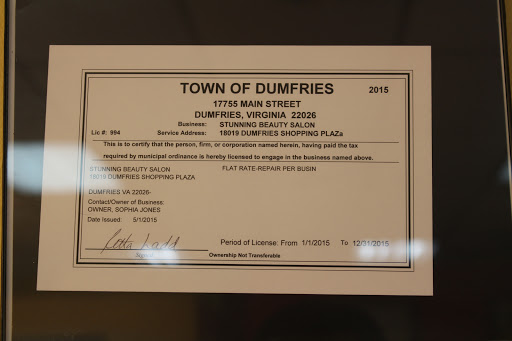 TOWN OF DUMFRIES 2015
17755 MAIN STREET
DUMFRIES, VIRGINIA 22026
Business: STUNNING BEAUTY SALON
Lic #: 994 Service Address: 18019 DUMFRIES SHOPPING PLAZa
This is to certify that the person, firm, or corporation named herein, having paid the tax
required by municipal ordinance is hereby licensed to engage in the business named above.
STUNNING BEAUTY SALON FLAT RATE-REPAIR PER BUSIN
18019 DUMFRIES SHOPPING PLAZA
DUMFRIES VA 22026-
Contact/Owner of Business:
OWNER, SOPHIA JONES
Date Issued: 5/1/2015
Retta Ladd Period of License: From 1/1/2015 To 12/31/2015
Signed Ownership Not Transferable